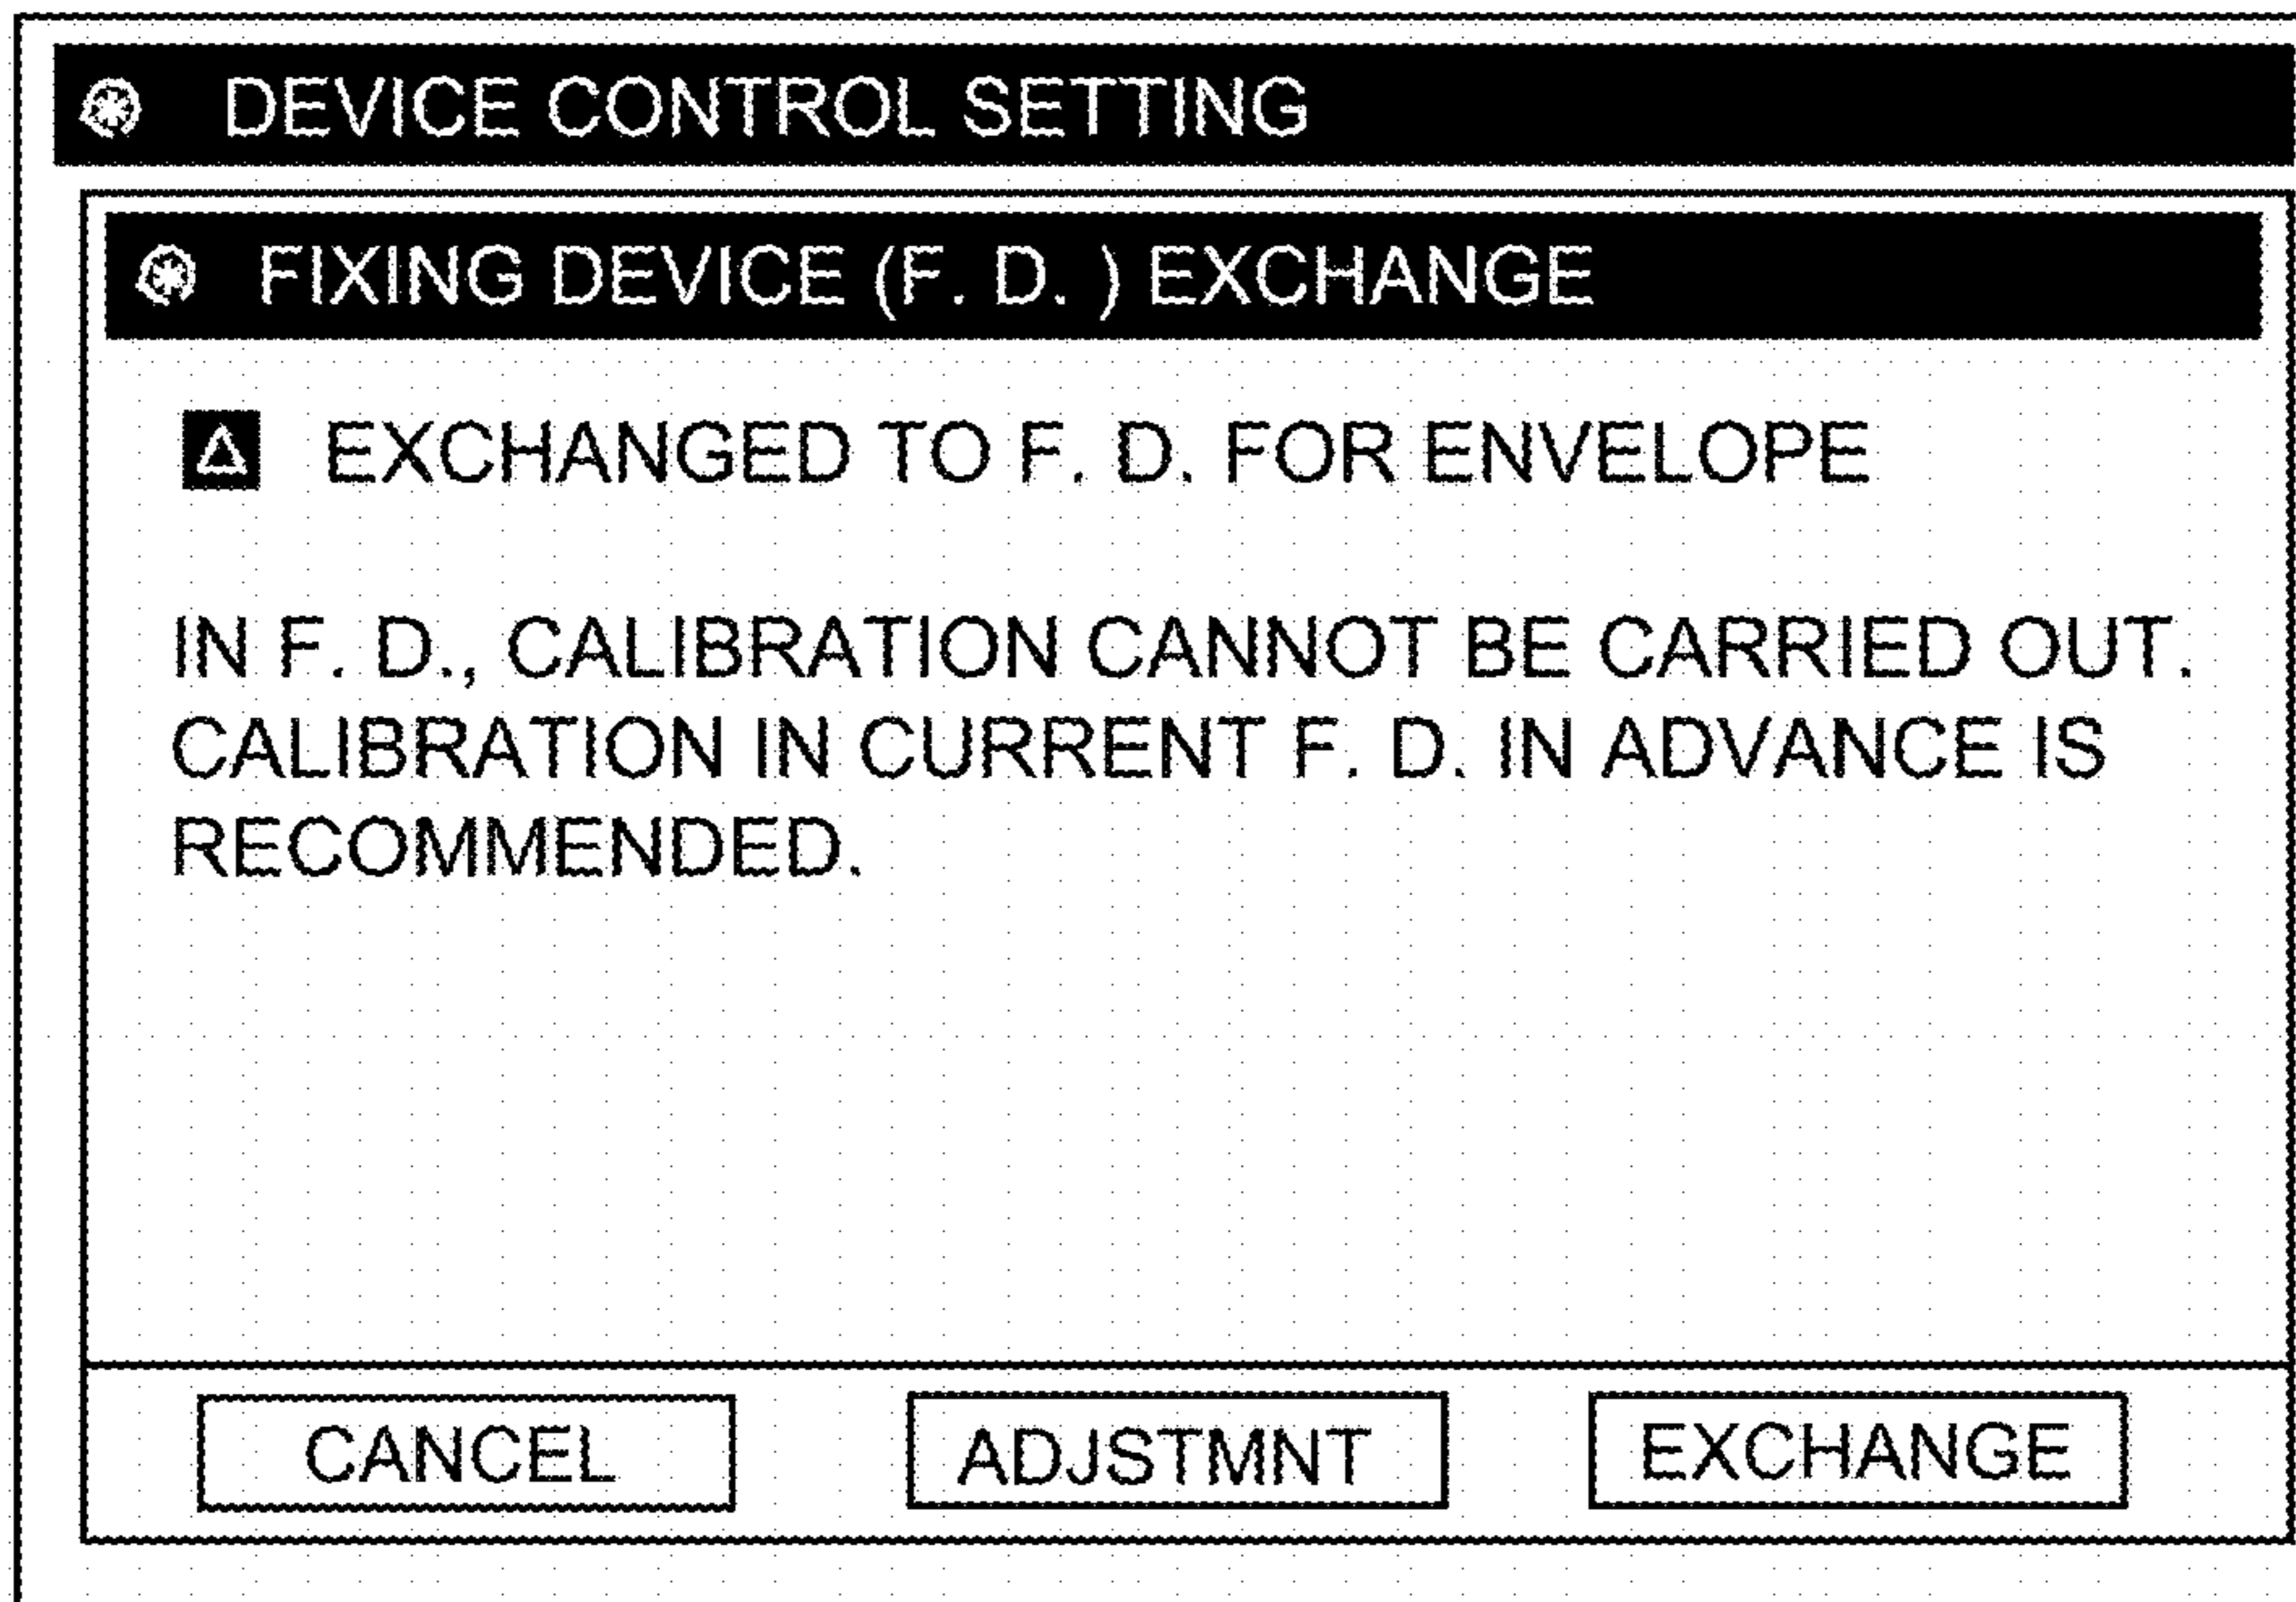 DEVICE CONTROL SETTING
FIXING DEVICE (F. D. ) EXCHANGE
EXCHANGED TO F. D. FOR ENVELOPE
IN F. D., CALIBRATION CANNOT BE CARRIED OUT.
CALIBRATION IN CURRENT F. D. IN ADVANCE IS
RECOMMENDED.
CANCEL
ADJSTMNT
EXCHANGE